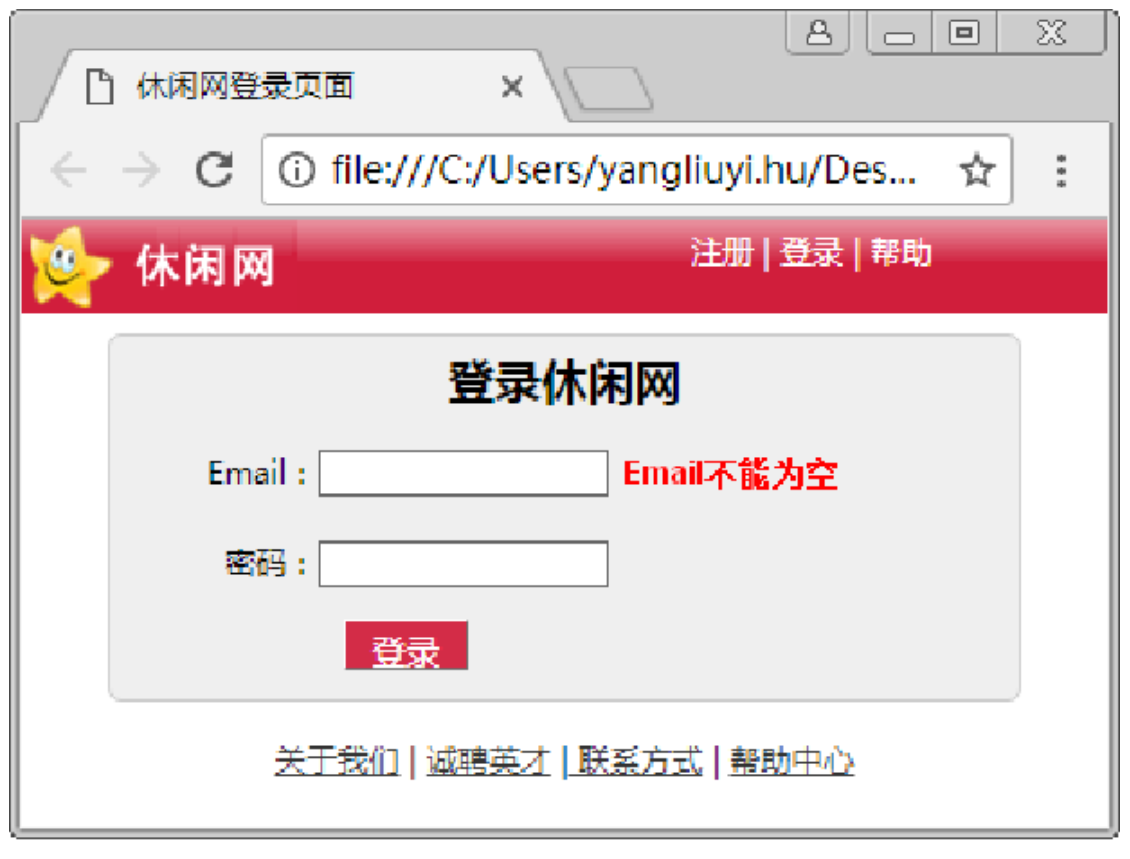 休闲网登录页面
file:///C:/Users/yangliuyi.hu/Des...
休闲网
注册 | 登录 | 帮助
登录休闲网
Email： Email不能为空
密码：
登录
关于我们 | 诚聘英才 | 联系方式 | 帮助中心